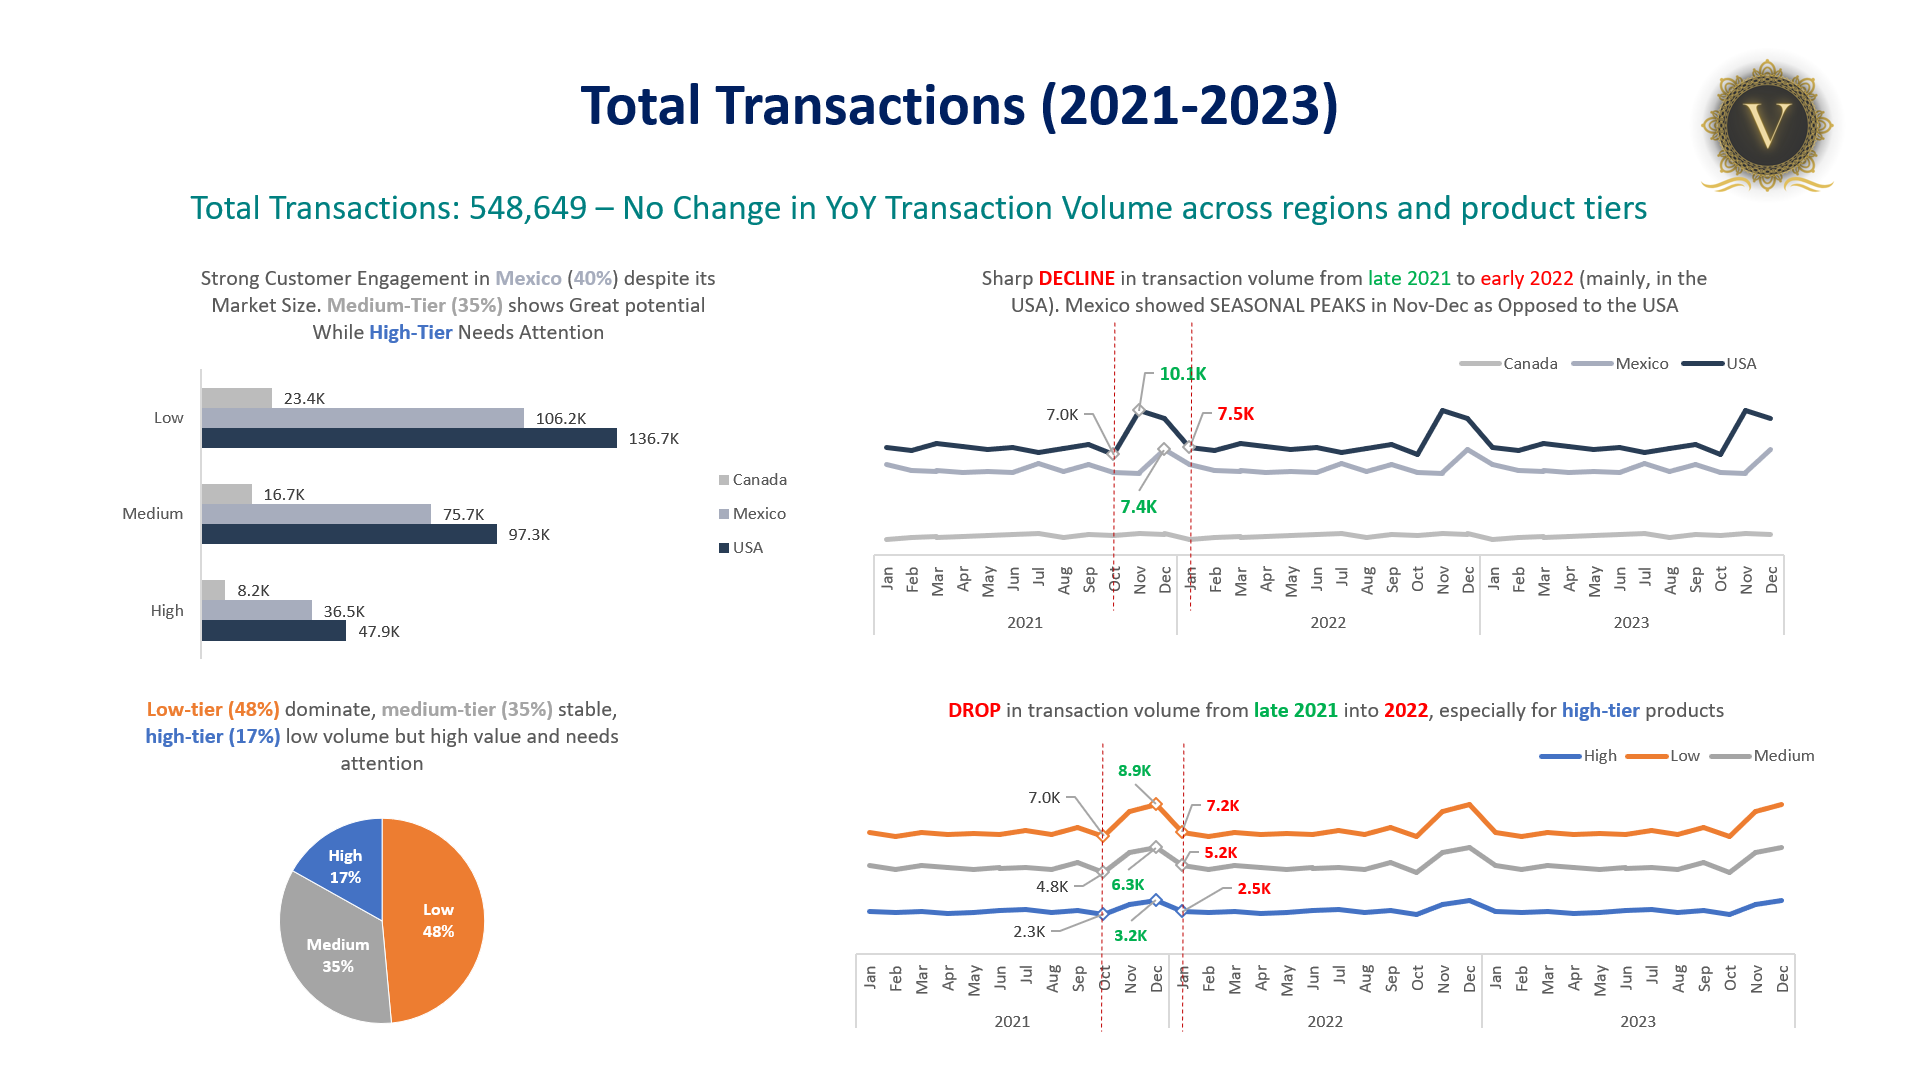 Total Transactions (2021-2023)
V
Total Transactions: 548,649 – No Change in YoY Transaction Volume across regions and product tiers
Strong Customer Engagement in Mexico (40%) despite its
Market Size. Medium-Tier (35%) shows Great potential
While High-Tier Needs Attention
Low
23.4K
106.2K
136.7K
Medium
16.7K
75.7K
97.3K
High
8.2K
36.5K
47.9K
Canada
Mexico
USA
Sharp DECLINE in transaction volume from late 2021 to early 2022 (mainly, in the
USA). Mexico showed SEASONAL PEAKS in Nov-Dec as Opposed to the USA
Canada Mexico USA
10.1K
7.0K
7.5K
7.4K
Jan Feb Mar Apr May Jun Jul Aug Sep Oct Nov Dec Jan Feb Mar Apr May Jun Jul Aug Sep Oct Nov Dec Jan Feb Mar Apr May Jun Jul Aug Sep Oct Nov Dec
2021 2022 2023
Low-tier (48%) dominate, medium-tier (35%) stable,
high-tier (17%) low volume but high value and needs
attention
High
17%
Low
48%
Medium
35%
DROP in transaction volume from late 2021 into 2022, especially for high-tier products
High Low Medium
8.9K
7.0K
7.2K
5.2K
4.8K
6.3K
2.5K
2.3K
3.2K
Jan Feb Mar Apr May Jun Jul Aug Sep Oct Nov Dec Jan Feb Mar Apr May Jun Jul Aug Sep Oct Nov Dec Jan Feb Mar Apr May Jun Jul Aug Sep Oct Nov Dec
2021 2022 2023